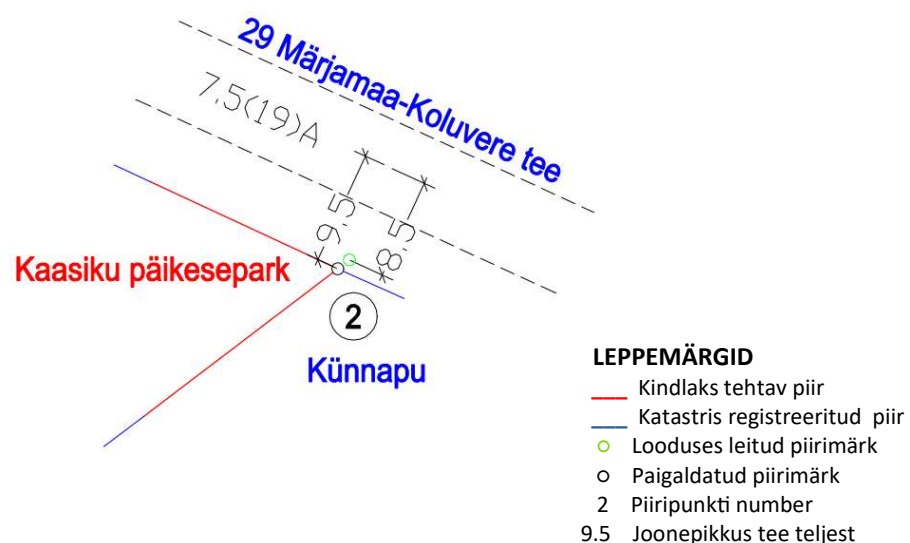 29 Märjamaa-Koluvere tee
7.5(19)A
9.5
8.5
Kaasiku päikesepark
2
Künnapu
LEPPEMÄRGID
Kindlaks tehtav piir
Katastris registreeritud piir
Looduses leitud piirimärk
Paigaldatud piirimärk
2 Piiripunkti number
9.5 Joonepikkus tee teljest